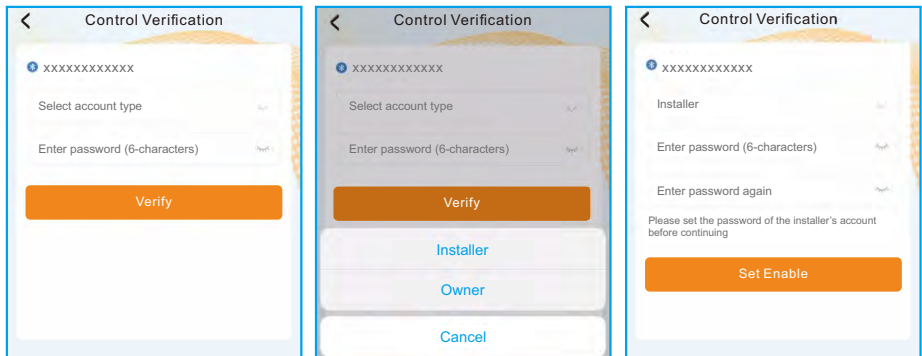 Control Verification
xxxxxxxxxxxx
Select account type
Enter password (6-characters)
Verify
Control Verification
xxxxxxxxxxxx
Select account type
Enter password (6-characters)
Verify
Installer
Owner
Cancel
Control Verification
xxxxxxxxxxxx
Installer
Enter password (6-characters)
Enter password again
Please set the password of the installer's account
before continuing
Set Enable